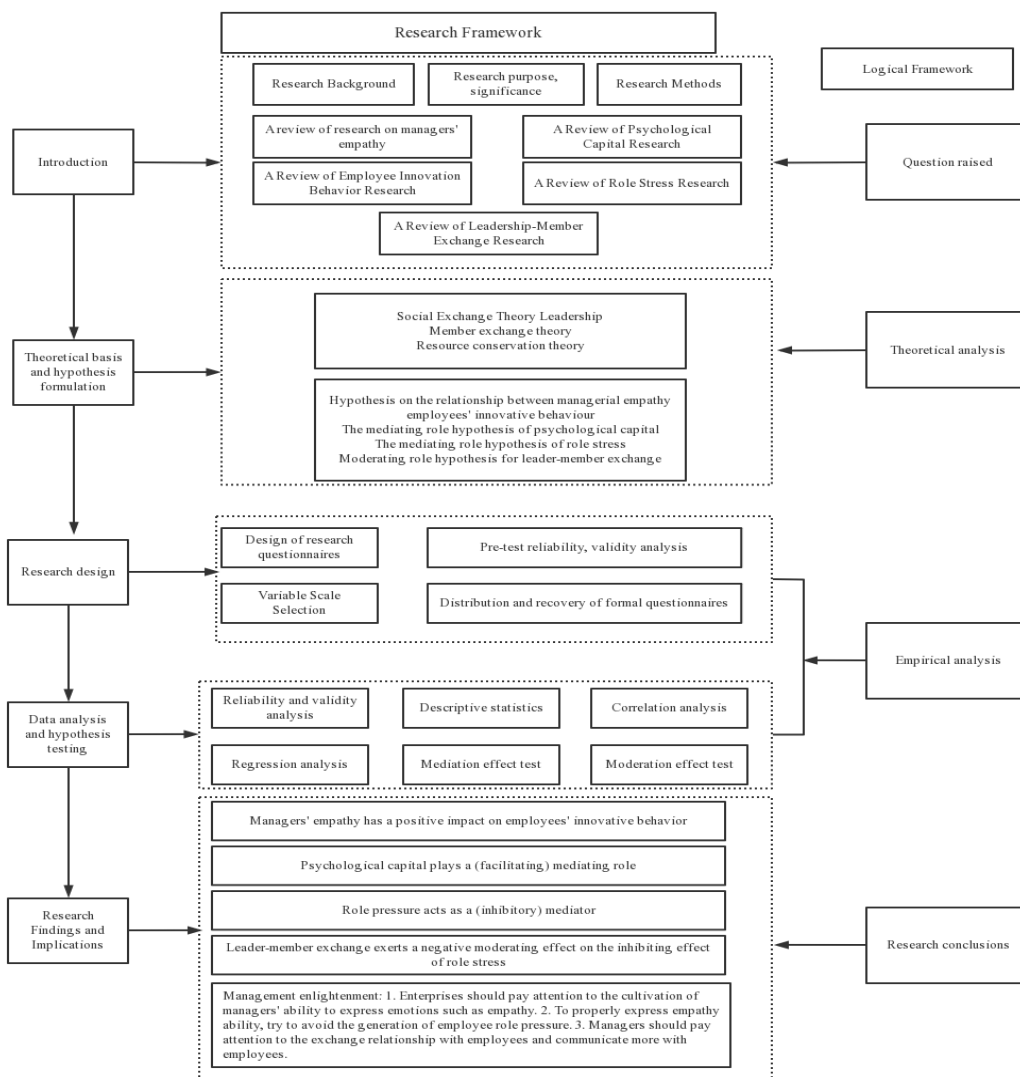 Research Framework
Logical Framework
Research Background
Research purpose,
significance
Research Methods
Introduction
A review of research on managers'
empathy
A Review of Psychological
Capital Research
A Review of Employee Innovation
Behavior Research
A Review of Role Stress Research
A Review of Leadership-Member
Exchange Research
Question raised
Theoretical basis
and hypothesis
formulation
Social Exchange Theory Leadership
Member exchange theory
Resource conservation theory
Hypothesis on the relationship between managerial empathy
employees' innovative behaviour
The mediating role hypothesis of psychological capital
The mediating role hypothesis of role stress
Moderating role hypothesis for leader-member exchange
Theoretical analysis
Research design
Design of research
questionnaires
Pre-test reliability, validity analysis
Variable Scale
Selection
Distribution and recovery of formal questionnaires
Empirical analysis
Data analysis
and hypothesis
testing
Reliability and validity
analysis
Descriptive statistics
Correlation analysis
Regression analysis
Mediation effect test
Moderation effect test
Research
Findings and
Implications
Managers' empathy has a positive impact on employees' innovative behavior
Psychological capital plays a (facilitating) mediating role
Role pressure acts as a (inhibitory) mediator
Leader-member exchange exerts a negative moderating effect on the inhibiting effect
of role stress
Management enlightenment: 1. Enterprises should pay attention to the cultivation of
managers' ability to express emotions such as empathy. 2. To properly express empathy
ability, try to avoid the generation of employee role pressure. 3. Managers should pay
attention to the exchange relationship with employees and communicate more with
employees.
Research conclusions